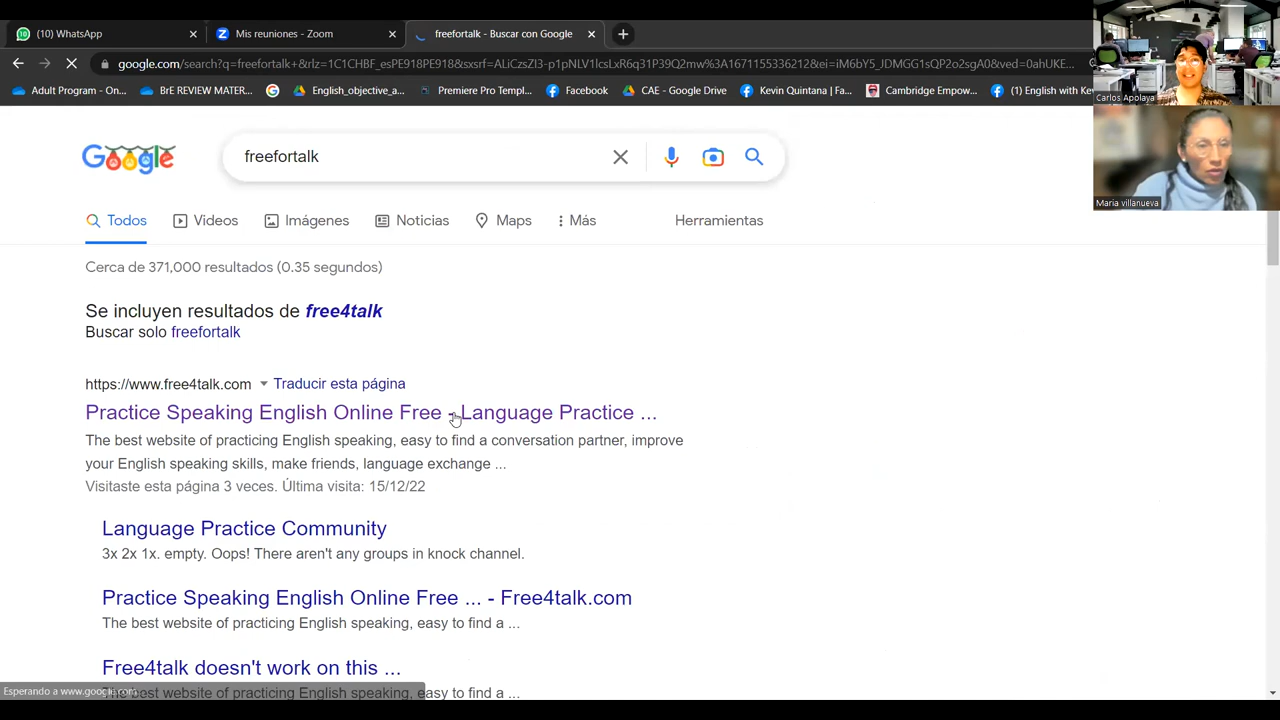 (10) WhatsApp
Mis reuniones - Zoom
freefortalk - Buscar con Google
google.com/search?q=freefortalk+&rlz=1C1CHBF_esPE918PE918&sxsrf=
Adult Program - On...
BrE REVIEW MATER...
English_objective_a...
Premiere Pro Templ...
Facebook
CAE - Google Drive
Kevin Quintana | Fa...
Cambridge Empow...
(1) English with Ke
Carlos Apolaya
Maria villanueva
Google
freefortalk
Todos
Videos
Imágenes
Noticias
Maps
Más
Herramientas
Cerca de 371,000 resultados (0.35 segundos)
Se incluyen resultados de free4talk
Buscar solo freefortalk
https://www.free4talk.com
Traducir esta página
Practice Speaking English Online Free - Language Practice ...
The best website of practicing English speaking, easy to find a conversation partner, improve
your English speaking skills, make friends, language exchange ...
Visitaste esta página 3 veces. Última visita: 15/12/22
Language Practice Community
3x 2x 1x. empty. Oops! There aren't any groups in knock channel.
Practice Speaking English Online Free ... - Free4talk.com
The best website of practicing English speaking, easy to find a ...
Free4talk doesn't work on this ...
best website of practicing English speaking, easy to find a ...
Esperando a www.google.com...